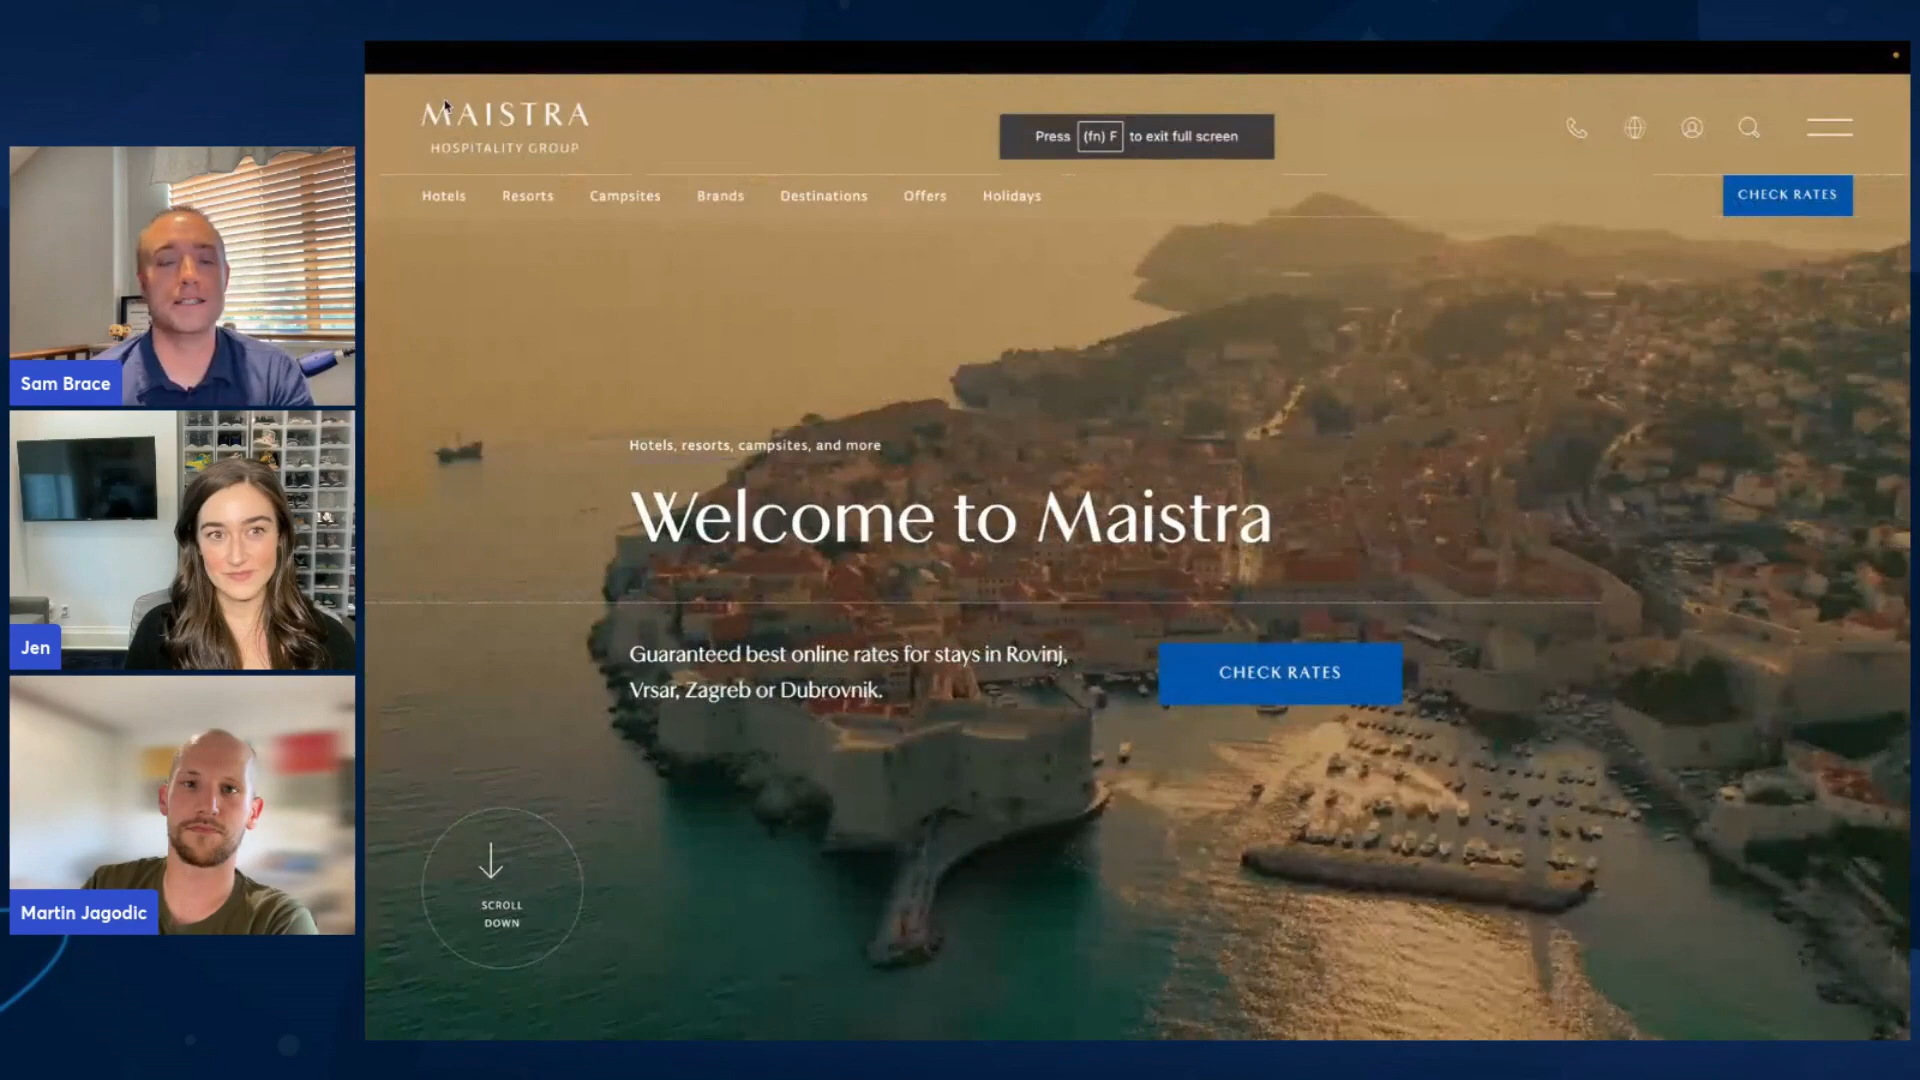 MAISTRA
HOSPITALITY GROUP
Press (fn) F to exit full screen
Hotels Resorts Campsites Brands Destinations Offers Holidays
CHECK RATES
Sam Brace
Jen
Martin Jagodic
Hotels, resorts, campsites, and more
Welcome to Maistra
Guaranteed best online rates for stays in Rovinj,
Vrsar, Zagreb or Dubrovnik.
CHECK RATES
SCROLL
DOWN